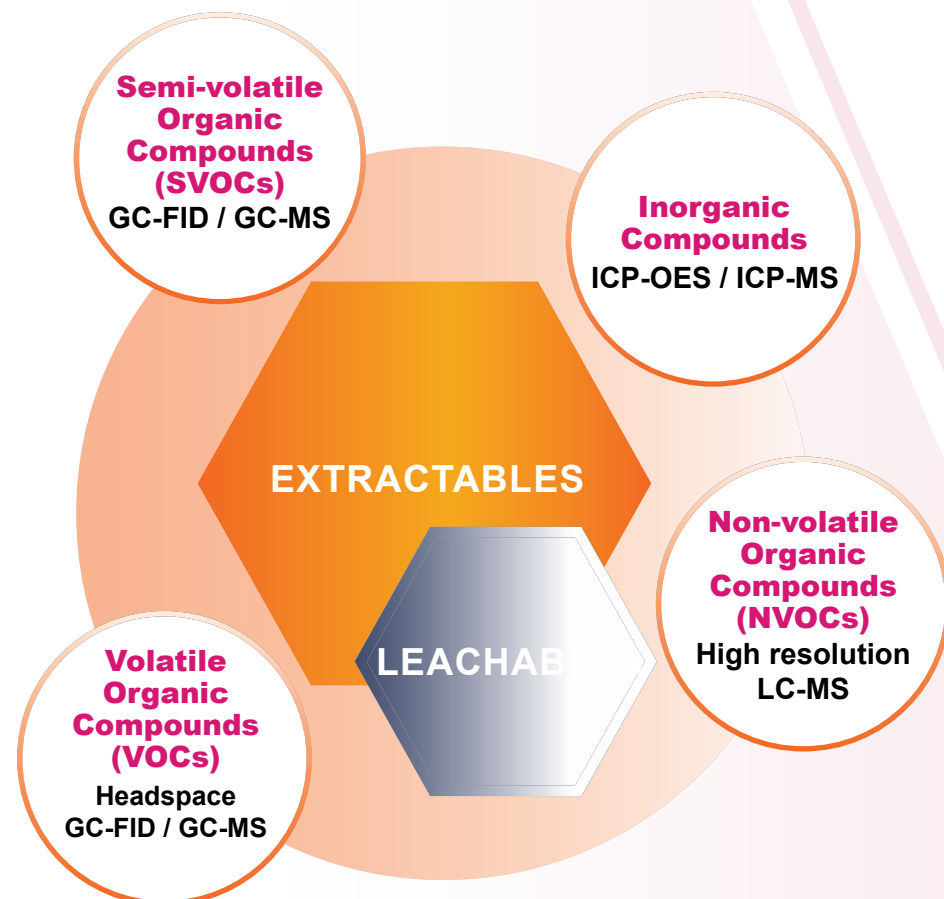 Semi-volatile
Organic
Compounds
(SVOCs)
GC-FID / GC-MS
Inorganic
Compounds
ICP-OES / ICP-MS
EXTRACTABLES
LEACHAB
Non-volatile
Organic
Compounds
(NVOCs)
High resolution
LC-MS
Volatile
Organic
Compounds
(VOCs)
Headspace
GC-FID / GC-MS